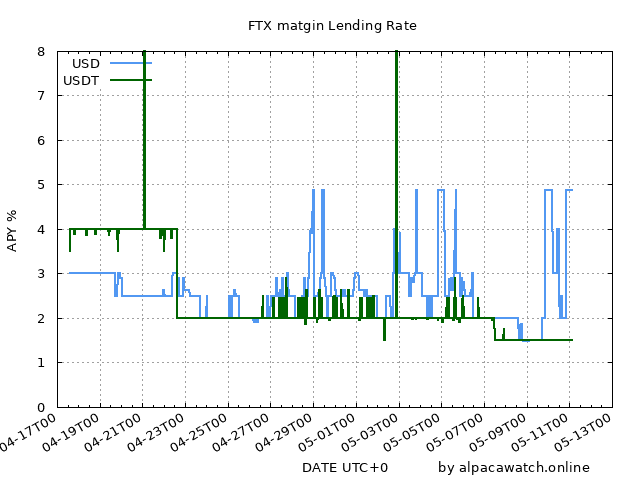 FTX matgin Lending Rate
USD
USDT
8
7
6
5
4
3
2
1
0
APY %
04-17T00
04-19T00
04-21T00
04-23T00
04-25T00
04-27T00
04-29T00
05-01T00
05-03T00
05-05T00
05-07T00
05-09T00
05-11T00
05-13T00
DATE UTC+0
by alpacawatch.online